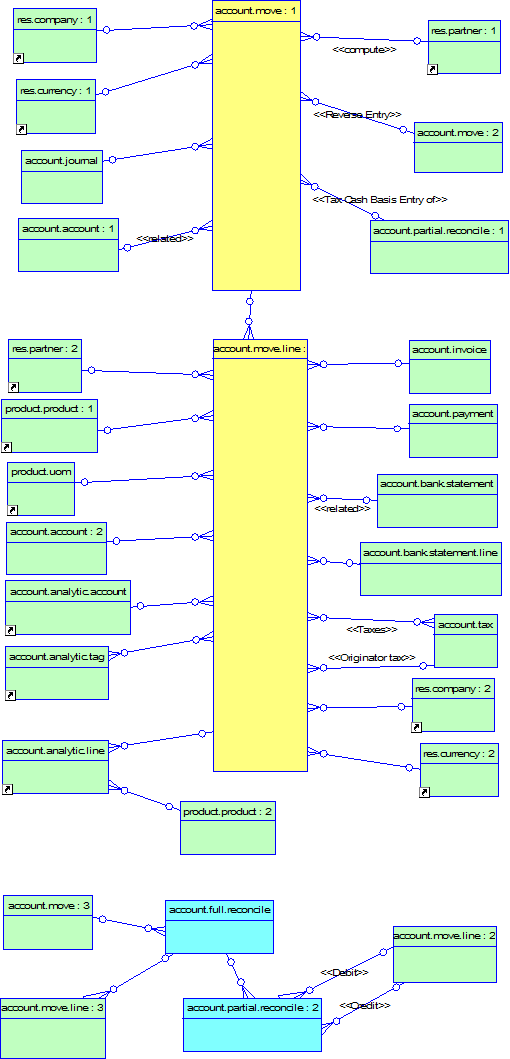 account.move : 1
res.company : 1
res.partner : 1
<<compute>>
res.currency : 1
<<Reverse Entry>>
account.move : 2
account.journal
<<Tax Cash Basis Entry of>>
account.account : 1
<<related>>
account.partial.reconcile : 1
account.move.line :
res.partner : 2
account.invoice
product.product : 1
account.payment
product.uom
account.bank.statement
<<related>>
account.account : 2
account.bank.statement.line
account.analytic.account
account.tax
<<Taxes>>
account.analytic.tag
<<Originator tax>>
res.company : 2
account.analytic.line
res.currency : 2
product.product : 2
account.move : 3
account.full.reconcile
account.move.line : 2
<<Debit>>
<<Credit>>
account.move.line : 3
account.partial.reconcile : 2